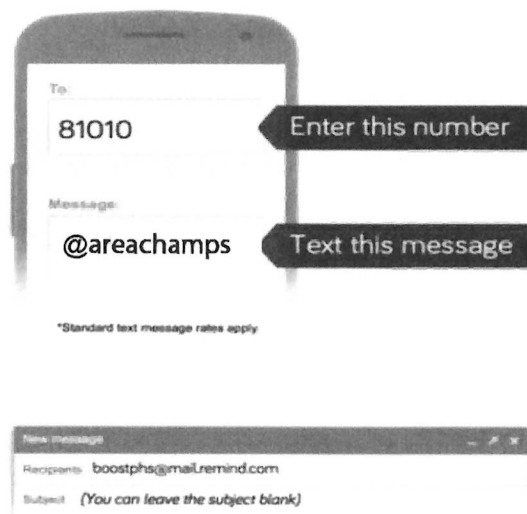 To:
81010
Enter this number
Message:
@areachamps
Text this message
*Standard text message rates apply.
New message
Recipients boostphs@mail.remind.com
Subject (You can leave the subject blank)